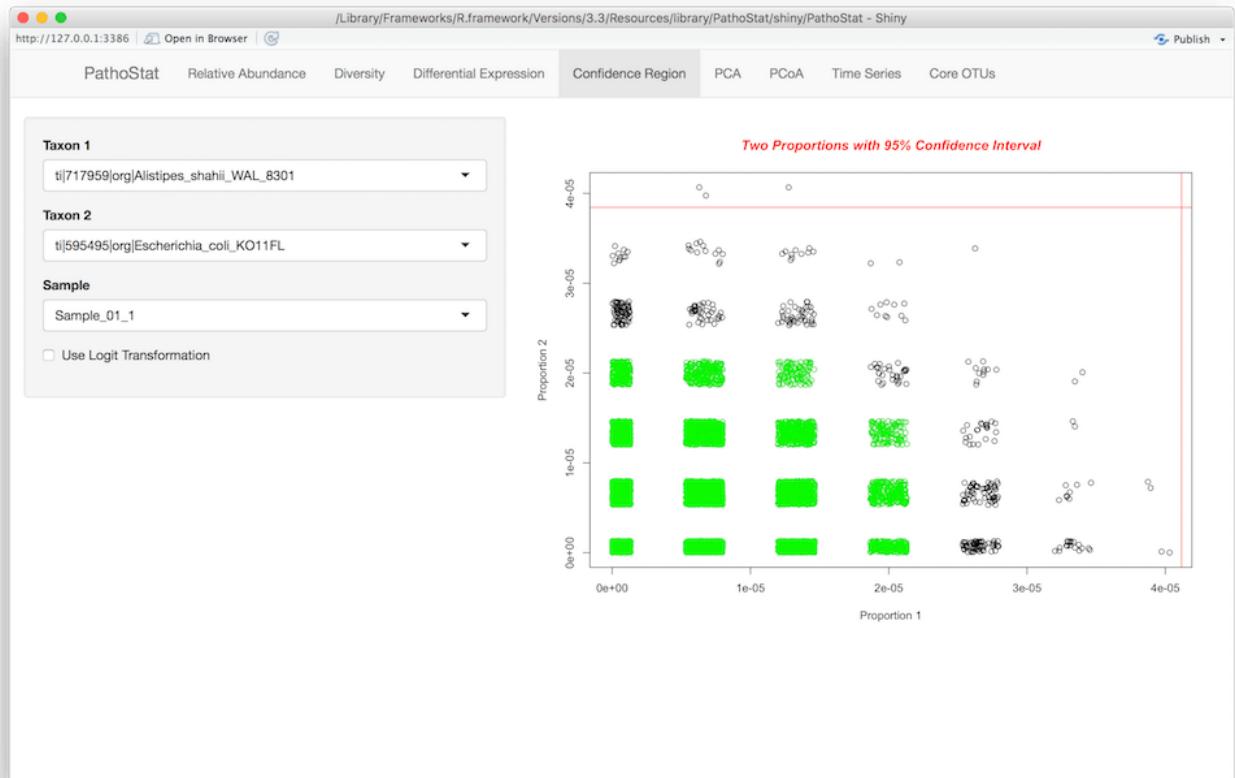 /Library/Frameworks/R.framework/Versions/3.3/Resources/library/PathoStat/shiny/PathoStat - Shiny
http://127.0.0.1:3386 Open in Browser Publish
PathoStat Relative Abundance Diversity Differential Expression Confidence Region PCA PCoA Time Series Core OTUs
Taxon 1
ti|717959|org|Alistipes_shahii_WAL_8301
Taxon 2
ti|595495|org|Escherichia_coli_KO11FL
Sample
Sample_01_1
Use Logit Transformation
Two Proportions with 95% Confidence Interval
Proportion 2
4e-05
3e-05
2e-05
1e-05
0e+00
0e+00 1e-05 2e-05 3e-05 4e-05
Proportion 1